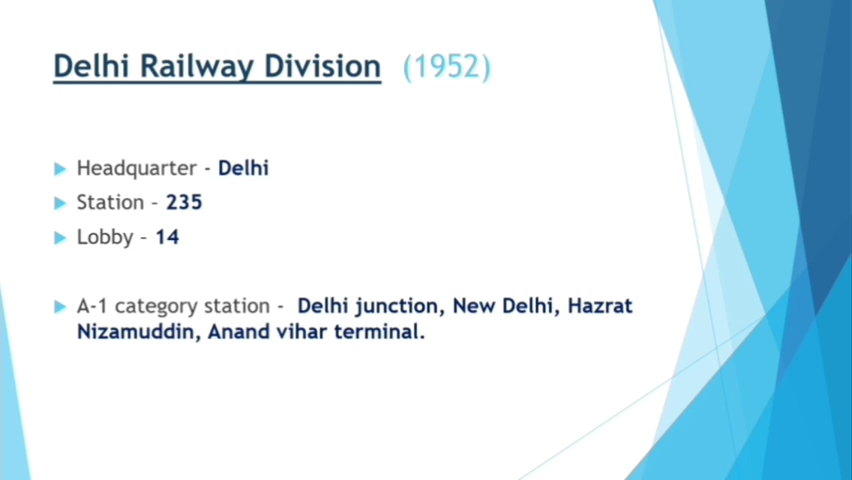 Delhi Railway Division (1952)
Headquarter - Delhi
Station - 235
Lobby - 14
A-1 category station - Delhi junction, New Delhi, Hazrat
Nizamuddin, Anand vihar terminal.